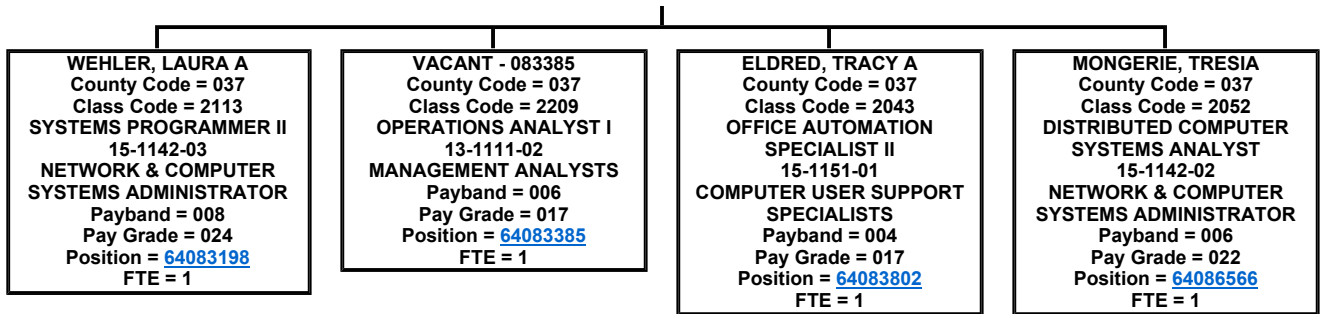 WEHLER, LAURA A
County Code = 037
Class Code = 2113
SYSTEMS PROGRAMMER II
15-1142-03
NETWORK & COMPUTER
SYSTEMS ADMINISTRATOR
Payband = 008
Pay Grade = 024
Position = 64083198
FTE = 1
VACANT - 083385
County Code = 037
Class Code = 2209
OPERATIONS ANALYST I
13-1111-02
MANAGEMENT ANALYSTS
Payband = 006
Pay Grade = 017
Position = 64083385
FTE = 1
ELDRED, TRACY A
County Code = 037
Class Code = 2043
OFFICE AUTOMATION
SPECIALIST II
15-1151-01
COMPUTER USER SUPPORT
SPECIALISTS
Payband = 004
Pay Grade = 017
Position = 64083802
FTE = 1
MONGERIE, TRESIA
County Code = 037
Class Code = 2052
DISTRIBUTED COMPUTER
SYSTEMS ANALYST
15-1142-02
NETWORK & COMPUTER
SYSTEMS ADMINISTRATOR
Payband = 006
Pay Grade = 022
Position = 64086566
FTE = 1